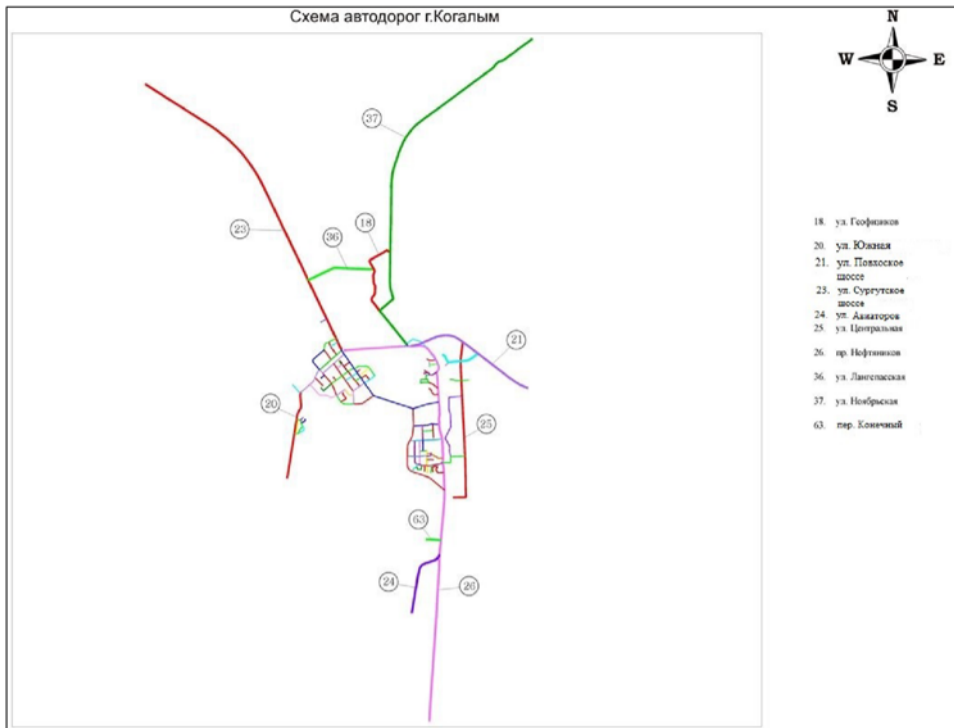 Схема автодорог г.Когалым
N
W E
S
37
23
18
36
21
20
25
63
24
26
18. ул. Геофизиков
20 ул. Южная
21. ул. Повхоское
шоссе
23. ул. Сургутское
шоссе
24. ул. Авиаторов
25. ул. Центральная
26 пр. Нефтяников
36 ул. Лангепасская
37. ул. Ноябрьская
63. пер. Конечный